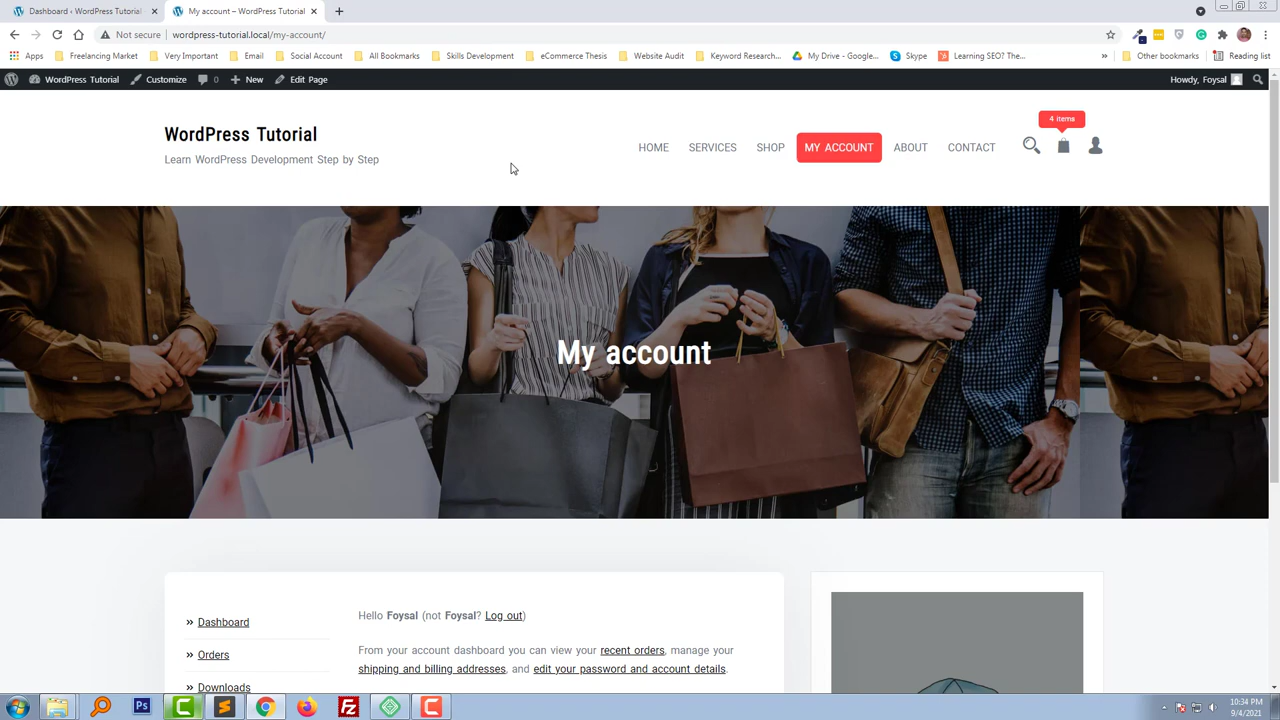 Dashboard ‹ WordPress Tutorial
My account – WordPress Tutorial
Not secure
wordpress-tutorial.local/my-account/
Apps
Freelancing Market
Very Important
Email
Social Account
All Bookmarks
Skills Development
eCommerce Thesis
Website Audit
Keyword Research...
My Drive - Google...
Skype
Learning SEO? The...
»
Other bookmarks
Reading list
WordPress Tutorial
Customize
0
New
Edit Page
Howdy, Foysal
4 items
WordPress Tutorial
Learn WordPress Development Step by Step
HOME
SERVICES
SHOP
MY ACCOUNT
ABOUT
CONTACT
My account
» Dashboard
» Orders
» Downloads
Hello Foysal (not Foysal? Log out)
From your account dashboard you can view your recent orders, manage your
shipping and billing addresses, and edit your password and account details.
Ps
Fz
10:34 PM
9/4/2021